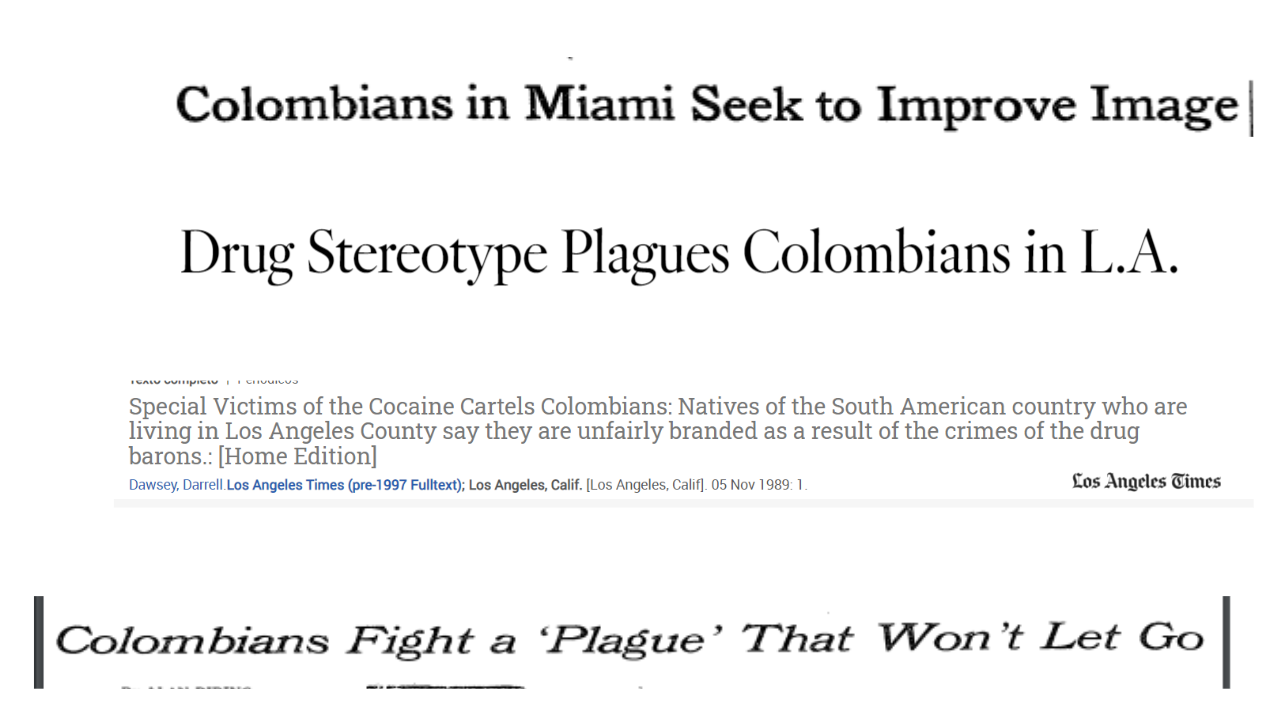 Colombians in Miami Seek to Improve Image
Drug Stereotype Plagues Colombians in L.A.
Texto completo | Periódicos
Special Victims of the Cocaine Cartels Colombians: Natives of the South American country who are
living in Los Angeles County say they are unfairly branded as a result of the crimes of the drug
barons.: [Home Edition]
Dawsey, Darrell.Los Angeles Times (pre-1997 Fulltext); Los Angeles, Calif. [Los Angeles, Calif]. 05 Nov 1989: 1.
Los Angeles Times
Colombians Fight a ‘Plague’ That Won’t Let Go